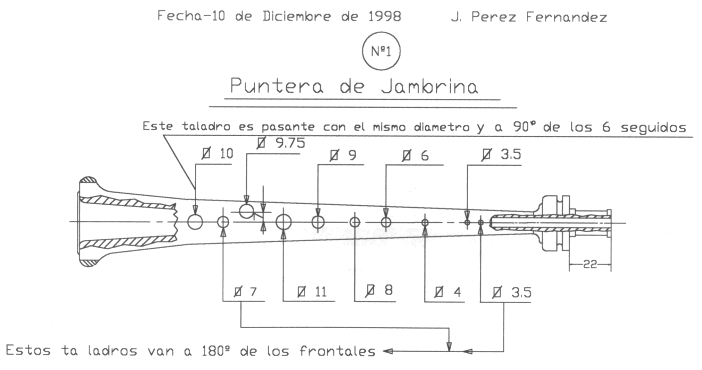 Fecha-10 de Diciembre de 1998 J. Perez Fernandez
Nº1
Puntera de Jambrina
Este taladro es pasante con el mismo diametro y a 90º de los 6 seguidos
Ø 10
Ø 9.75
Ø 9
Ø 6
Ø 3.5
7
22
Ø 7
Ø 11
Ø 8
Ø 4
Ø 3.5
Estos ta ladros van a 180º de los frontales